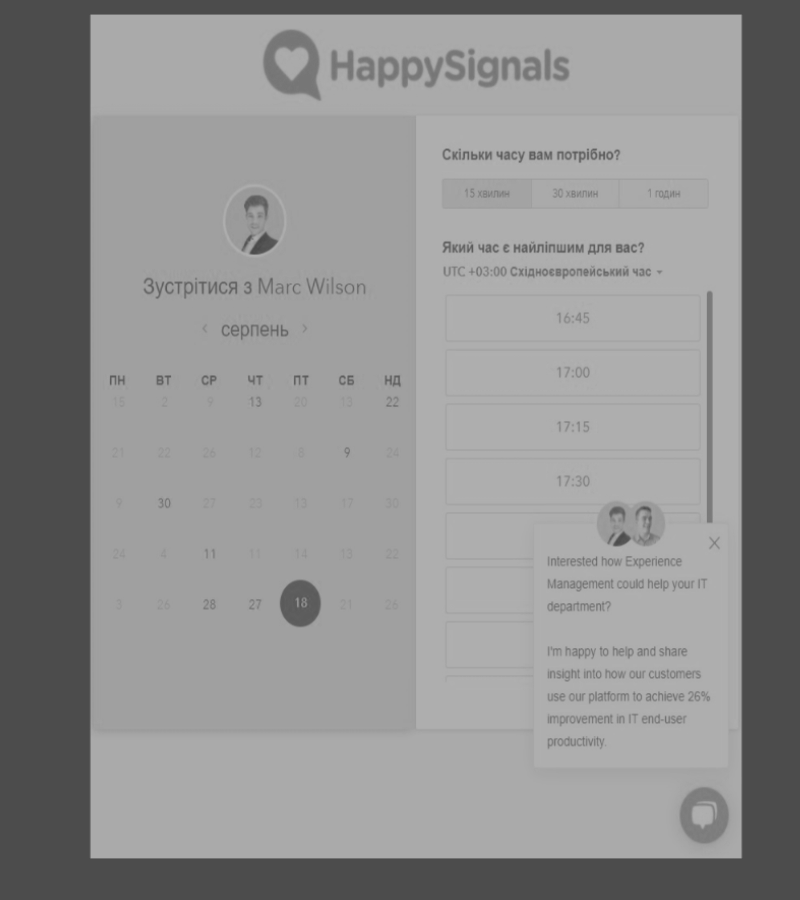 HappySignals
Зустрітися з Marc Wilson
серпень
ПН ВТ СР ЧТ ПТ СБ НД
15 2 9 13 20 13 22
21 22 26 12 6 9 24
9 30 27 23 13 17 30
24 4 11 11 14 13 22
3 26 28 27 18 21 26
Скільки часу вам потрібно?
15 хвилин 30 хвилин 1 годин
Який час є найліпшим для вас?
UTC +03:00 Східноєвропейський час
16:45
17:00
17:15
17:30
Interested how Experience
Management could help your IT
department?
I'm happy to help and share
insight into how our customers
use our platform to achieve 26%
improvement in IT end-user
productivity.